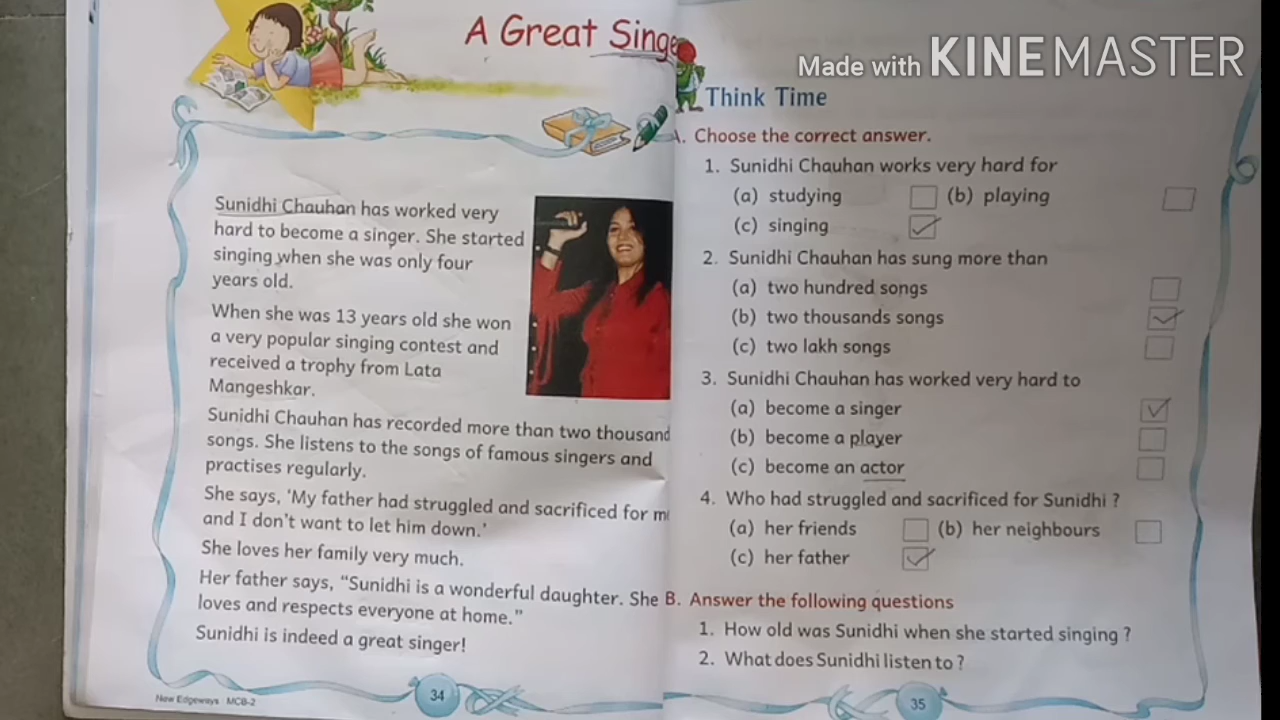 A Great Singe
Sunidhi Chauhan has worked very
hard to become a singer. She started
singing when she was only four
years old.
When she was 13 years old she won
a very popular singing contest and
received a trophy from Lata
Mangeshkar.
Sunidhi Chauhan has recorded more than two thousand
songs. She listens to the songs of famous singers and
practises regularly.
She says, 'My father had struggled and sacrificed for m
and I don't want to let him down.'
She loves her family very much.
Her father says, "Sunidhi is a wonderful daughter. She
loves and respects everyone at home."
Sunidhi is indeed a great singer!
New Edgeways MCB-2
34
Made with KINEMASTER
Think Time
A. Choose the correct answer.
1. Sunidhi Chauhan works very hard for
(a) studying (b) playing
(c) singing
2. Sunidhi Chauhan has sung more than
(a) two hundred songs
(b) two thousands songs
(c) two lakh songs
3. Sunidhi Chauhan has worked very hard to
(a) become a singer
(b) become a player
(c) become an actor
4. Who had struggled and sacrificed for Sunidhi ?
(a) her friends (b) her neighbours
(c) her father
B. Answer the following questions
1. How old was Sunidhi when she started singing ?
2. What does Sunidhi listen to ?
35